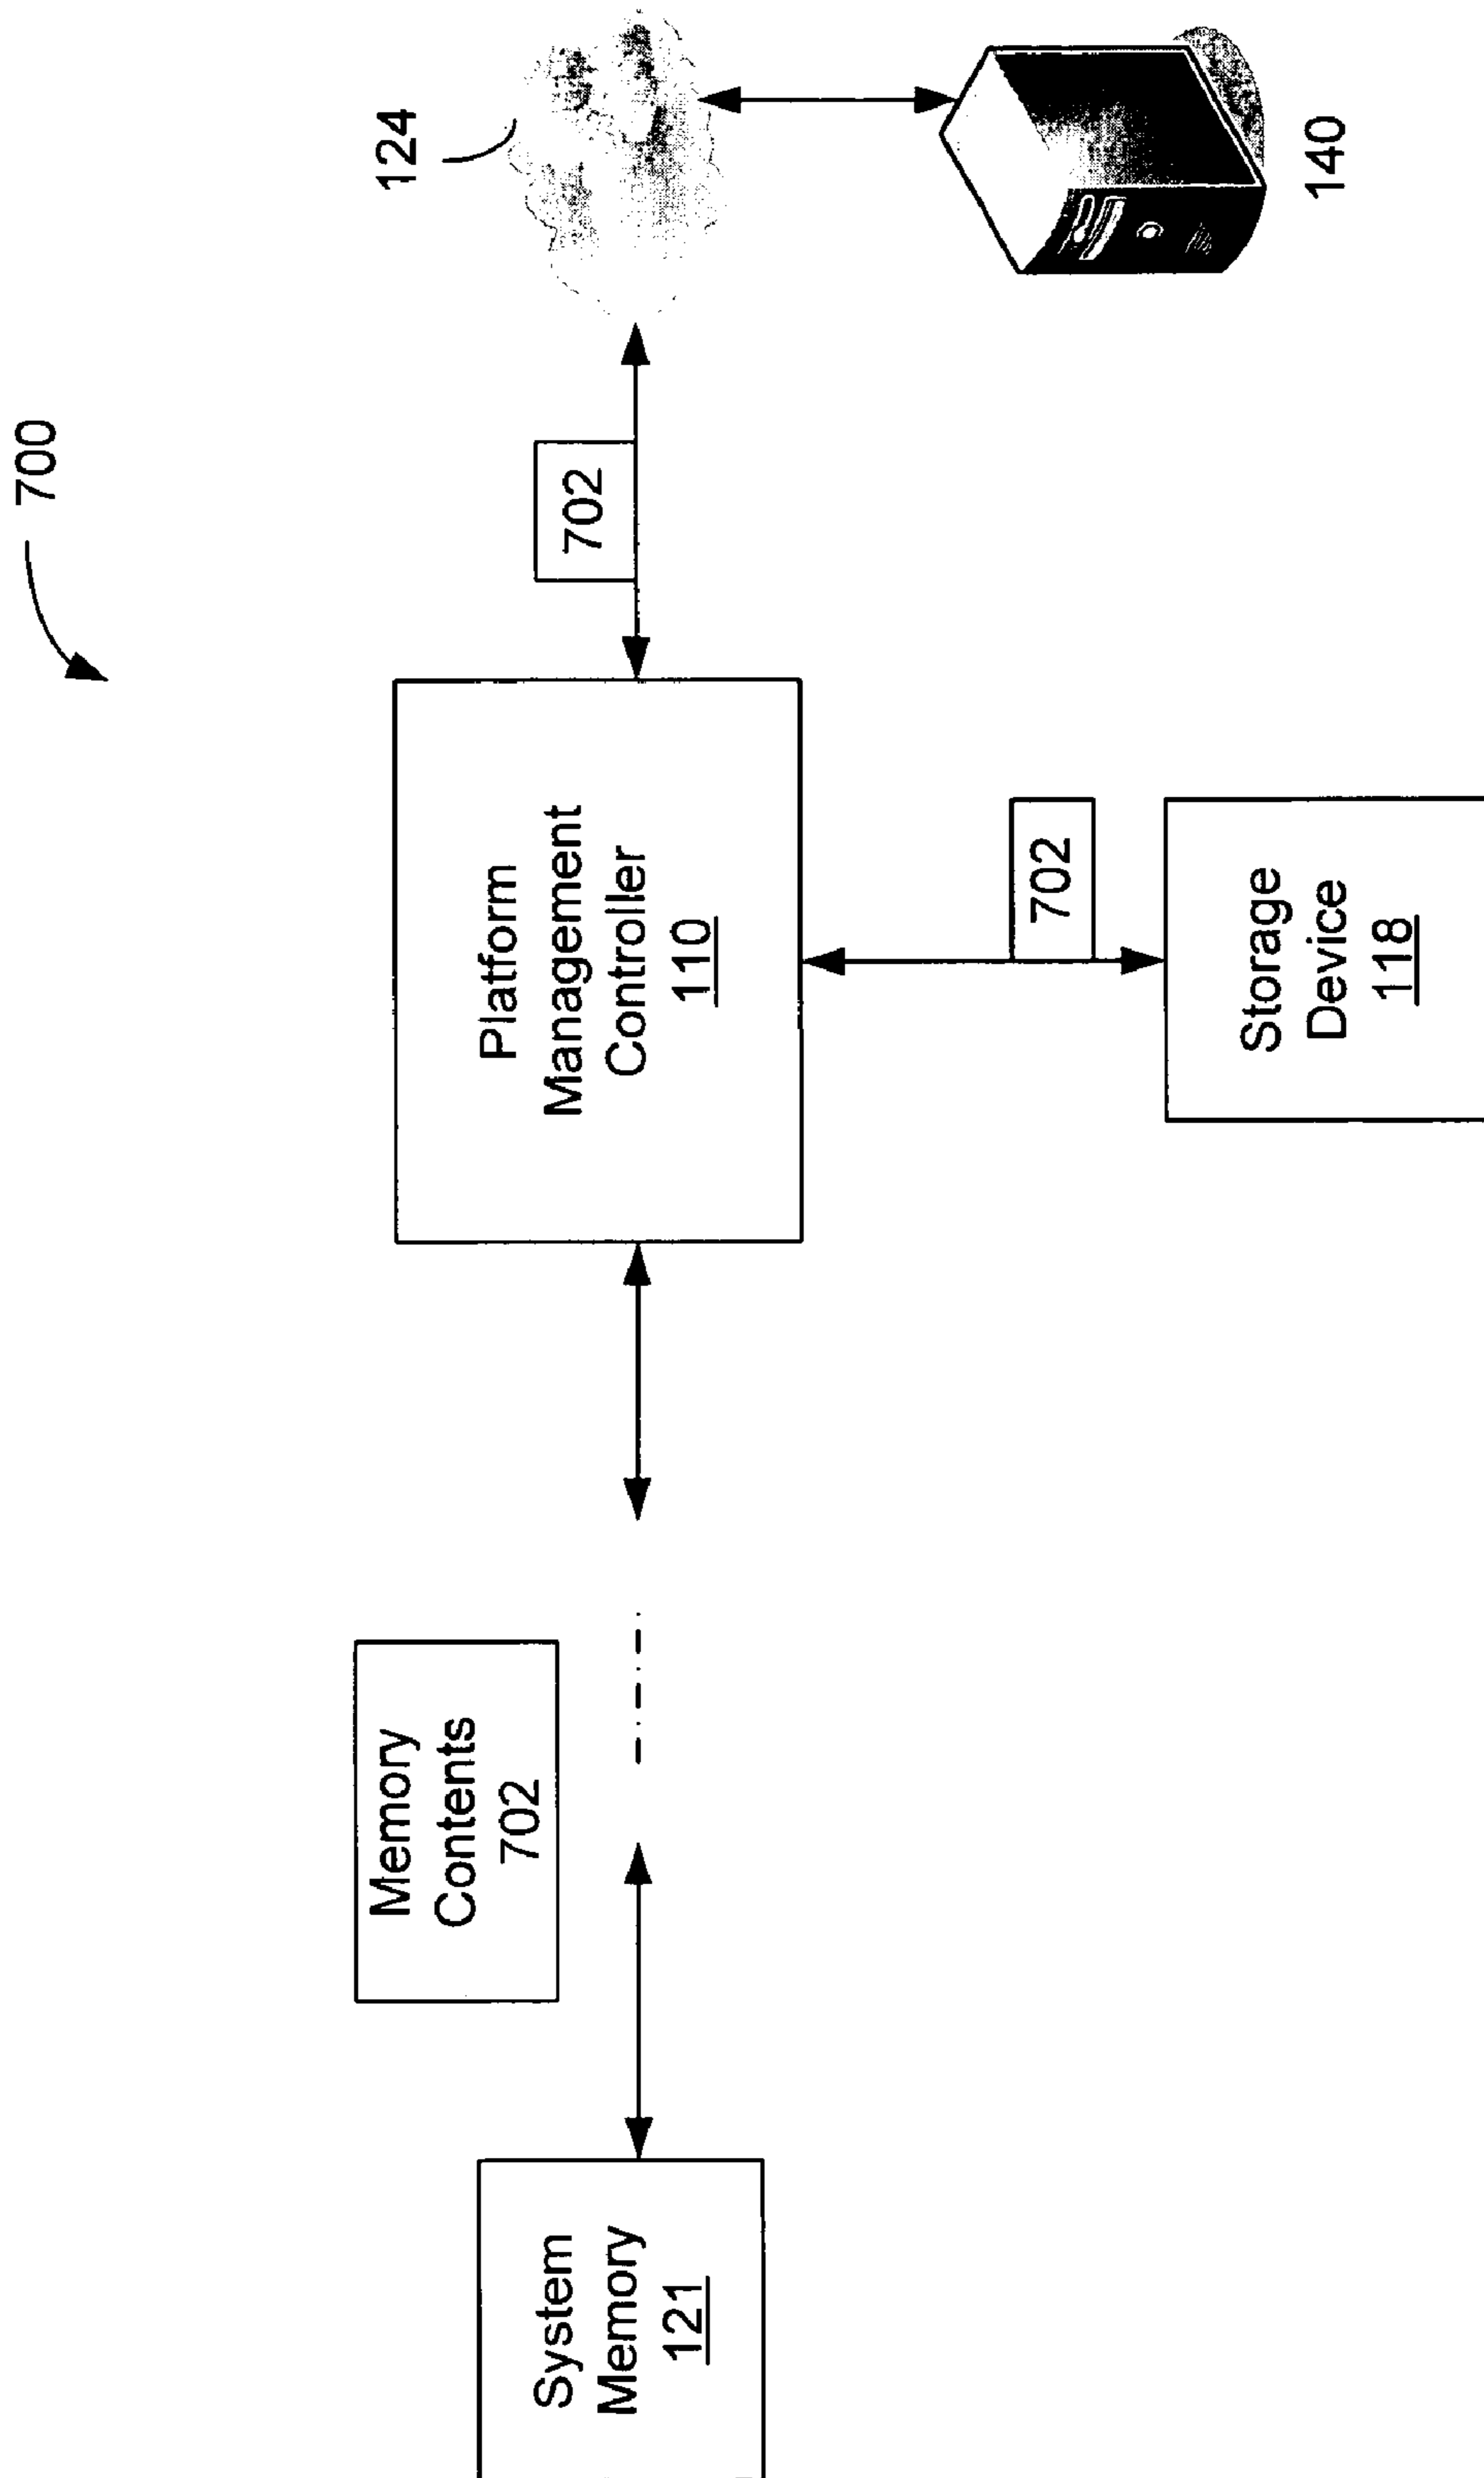 700
124
702
Memory
Contents
702
Platform
Management
Controller
110
System
Memory
121
702
Storage
Device
118
140